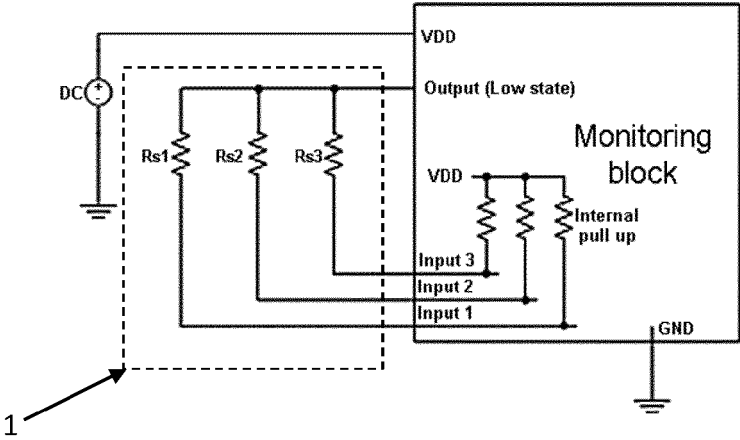 VDD
DC
+
-
Output (Low state)
Rs1
Rs2
Rs3
Monitoring
block
VDD
Internal
pull up
Input 3
Input 2
Input 1
GND
1